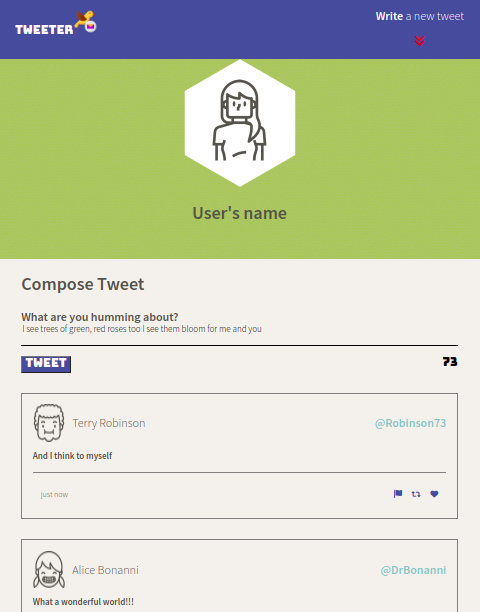 TWEETER
Write a new tweet
User's name
Compose Tweet
What are you humming about?
I see trees of green, red roses too I see them bloom for me and you
TWEET
73
Terry Robinson
@Robinson73
And I think to myself
just now
Alice Bonanni
@DrBonanni
What a wonderful world!!!